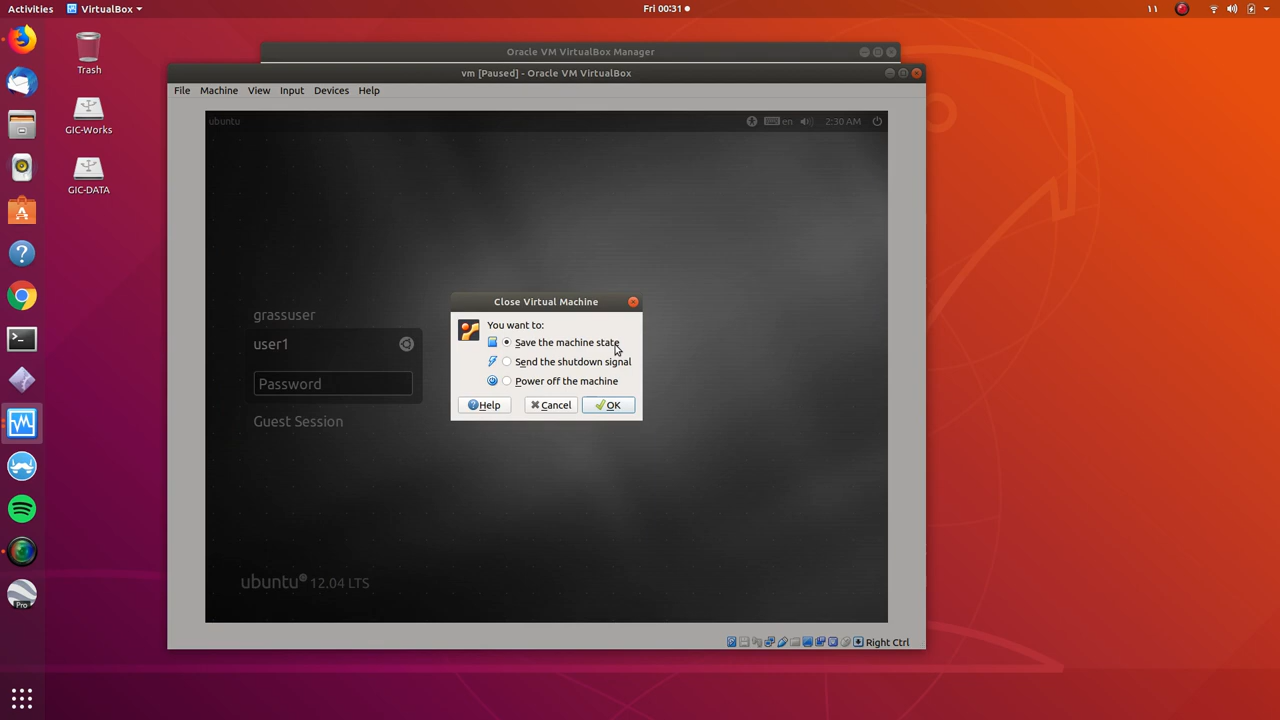 Activities
VirtualBox
Fri 00:31
١١
Oracle VM VirtualBox Manager
vm [Paused] - Oracle VM VirtualBox
File Machine View Input Devices Help
Trash
GIC-Works
GIC-DATA
ubuntu
en
2:30 AM
grassuser
user1
Password
Guest Session
ubuntu® 12.04 LTS
Close Virtual Machine
You want to:
Save the machine state
Send the shutdown signal
Power off the machine
Help
Cancel
OK
Right Ctrl
Pro